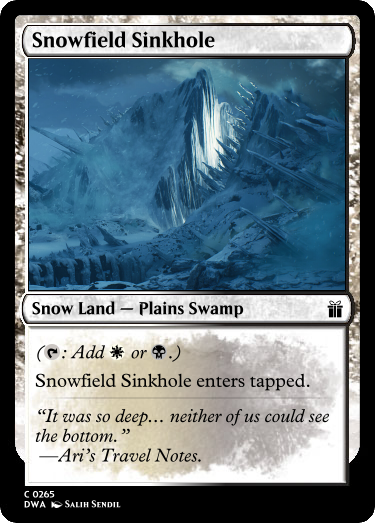 Snowfield Sinkhole
Snow Land — Plains Swamp
(: Add or .)
Snowfield Sinkhole enters tapped.
“It was so deep… neither of us could see
the bottom.”
—Ari's Travel Notes.
C 0265
DWA Salih Sendil